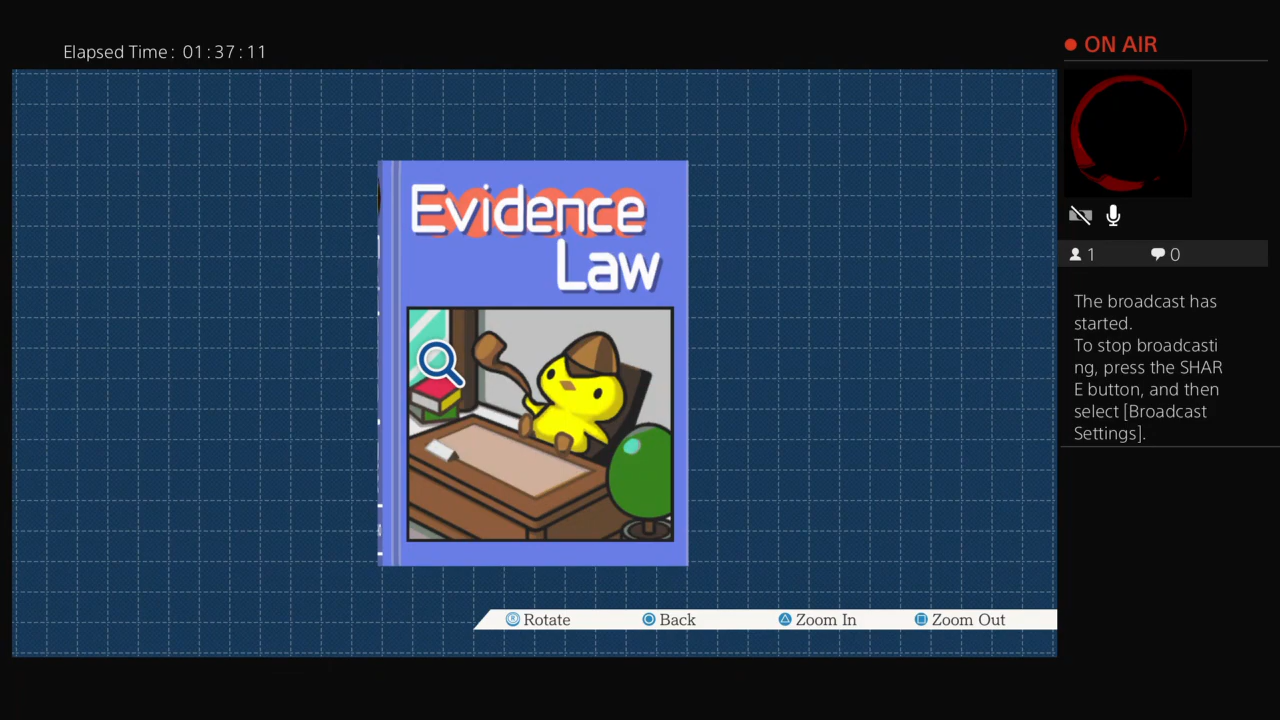 Elapsed Time: 01:37:11
ON AIR
Evidence
Law
1
0
The broadcast has
started.
To stop broadcasti
ng, press the SHAR
E button, and then
select [Broadcast
Settings].
Rotate Back Zoom In Zoom Out